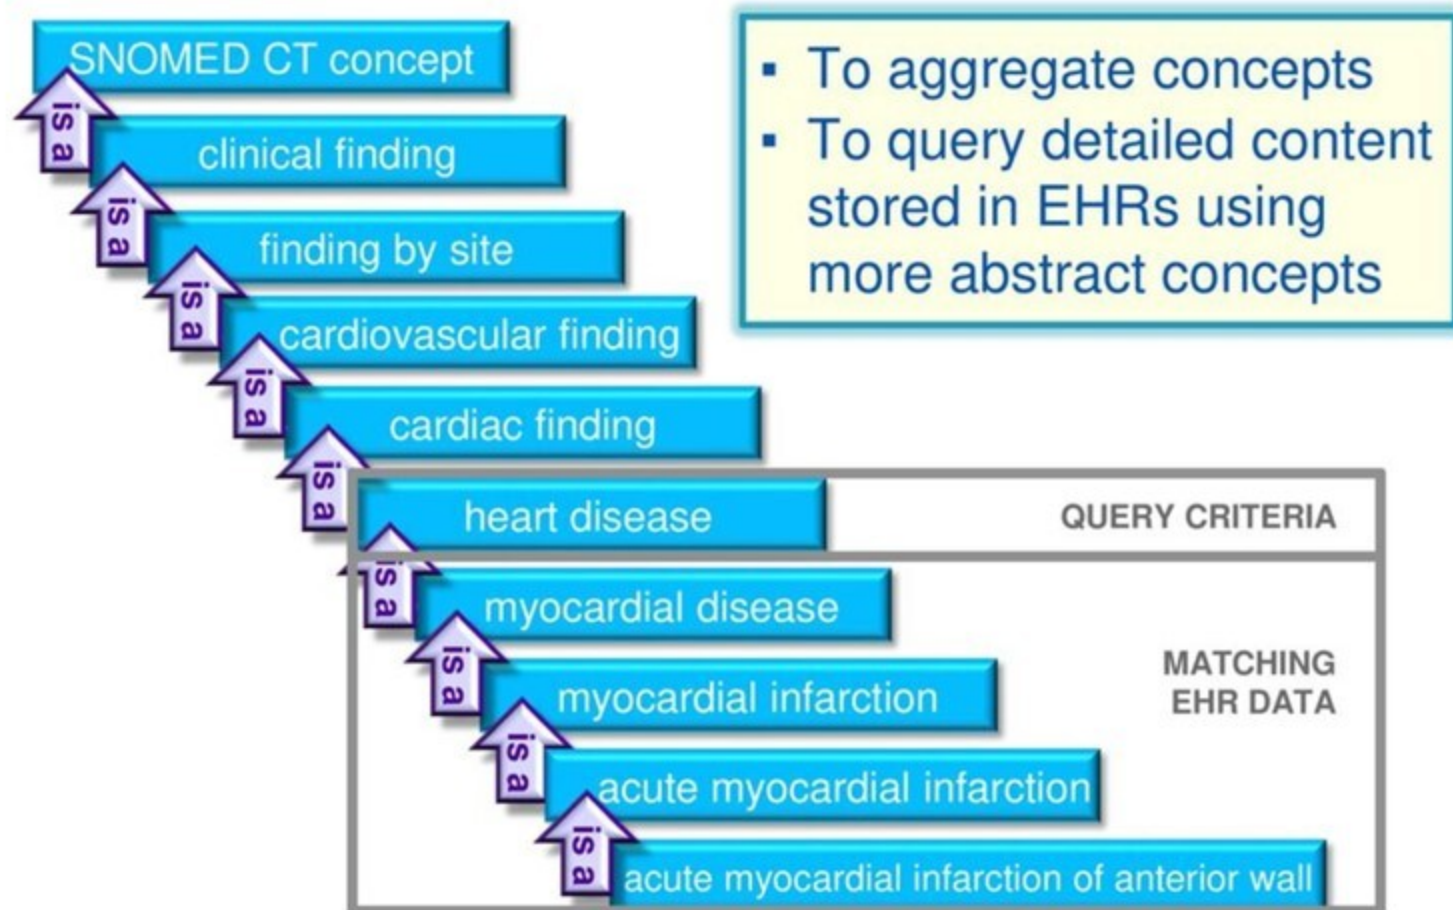 SNOMED CT concept
is a
clinical finding
is a
finding by site
is a
cardiovascular finding
is a
cardiac finding
is a
heart disease
is a
myocardial disease
is a
myocardial infarction
is a
acute myocardial infarction
is a
acute myocardial infarction of anterior wall
▪ To aggregate concepts
▪ To query detailed content
stored in EHRs using
more abstract concepts
QUERY CRITERIA
MATCHING
EHR DATA